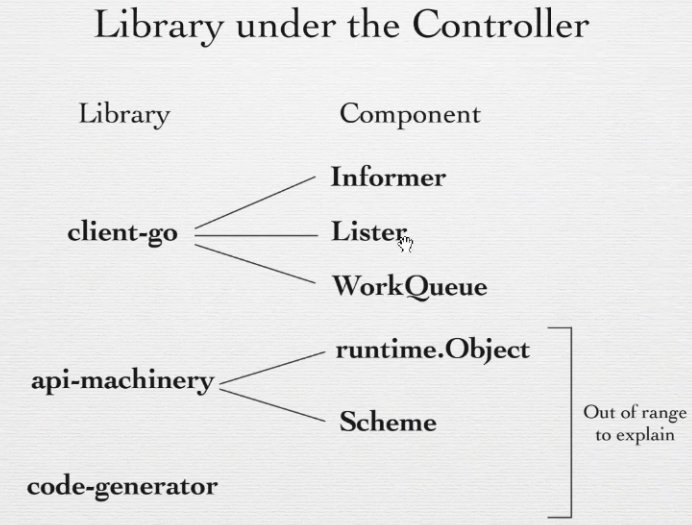 Library under the Controller
Library
Component
Informer
client-go
Lister
WorkQueue
runtime.Object
api-machinery
Scheme
Out of range
to explain
code-generator